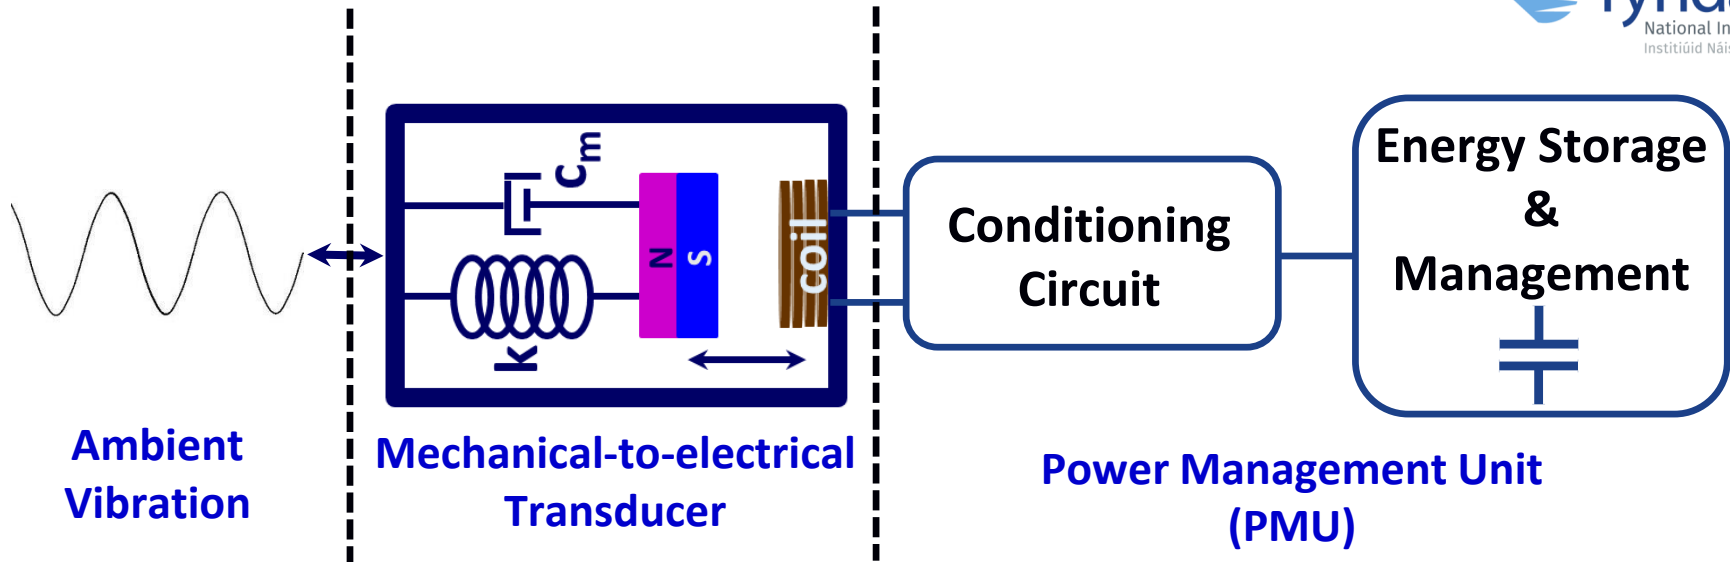 National In
Institiúid Náis
Cm
k
N
S
coil
Conditioning
Circuit
Energy Storage
&
Management
Ambient
Vibration
Mechanical-to-electrical
Transducer
Power Management Unit
(PMU)